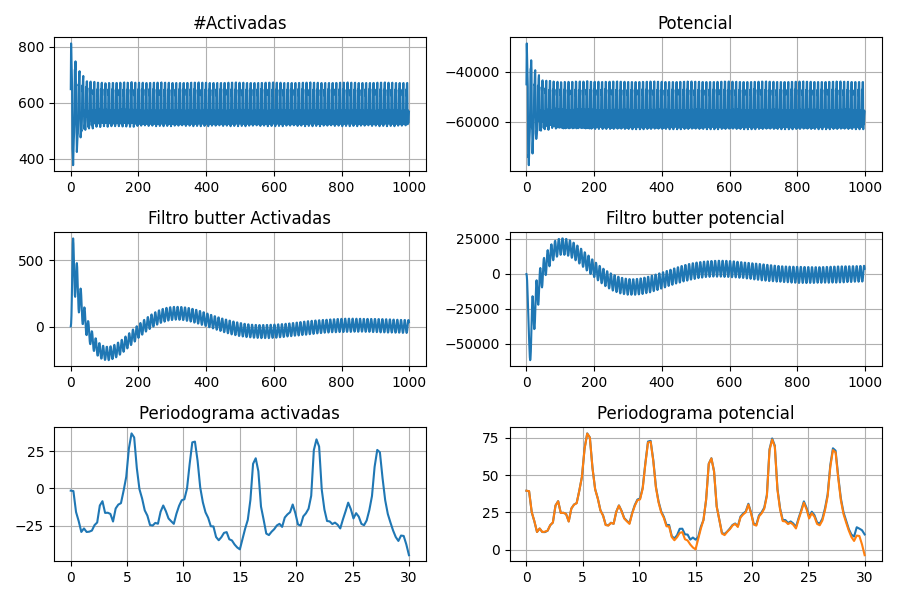 #Activadas
800
600
400
0 200 400 600 800 1000
Potencial
−40000
−60000
0 200 400 600 800 1000
Filtro butter Activadas
500
0
0 200 400 600 800 1000
Filtro butter potencial
25000
0
−25000
−50000
0 200 400 600 800 1000
Periodograma activadas
25
0
−25
0 5 10 15 20 25 30
Periodograma potencial
75
50
25
0
0 5 10 15 20 25 30